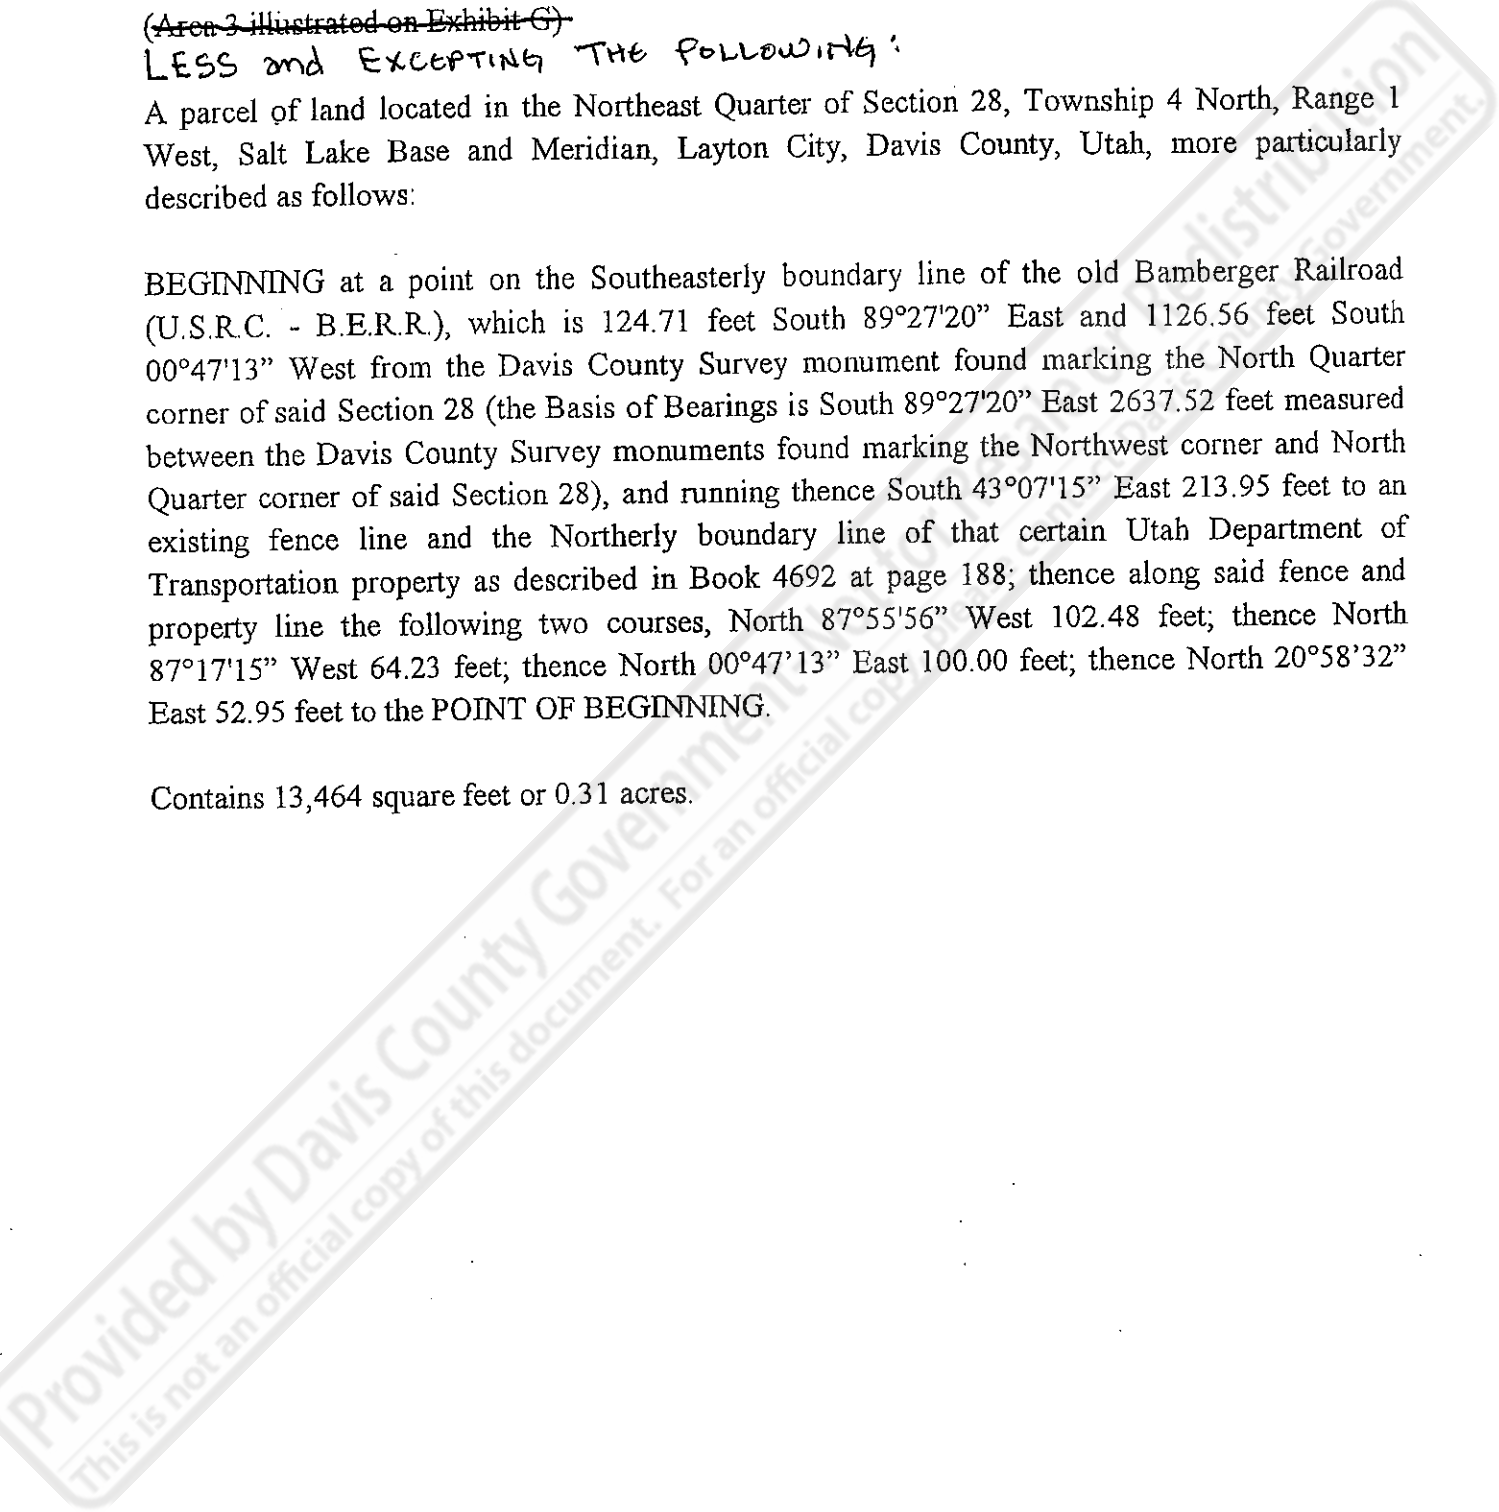 (Area 3 illustrated on Exhibit G)
LESS and EXCEPTING THE FOLLOWING:
A parcel of land located in the Northeast Quarter of Section 28, Township 4 North, Range 1
West, Salt Lake Base and Meridian, Layton City, Davis County, Utah, more particularly
described as follows:
BEGINNING at a point on the Southeasterly boundary line of the old Bamberger Railroad
(U.S.R.C. - B.E.R.R.), which is 124.71 feet South 89°27'20” East and 1126.56 feet South
00°47'13” West from the Davis County Survey monument found marking the North Quarter
corner of said Section 28 (the Basis of Bearings is South 89°27'20” East 2637.52 feet measured
between the Davis County Survey monuments found marking the Northwest corner and North
Quarter corner of said Section 28), and running thence South 43°07'15” East 213.95 feet to an
existing fence line and the Northerly boundary line of that certain Utah Department of
Transportation property as described in Book 4692 at page 188; thence along said fence and
property line the following two courses, North 87°55'56” West 102.48 feet; thence North
87°17'15” West 64.23 feet; thence North 00°47’13” East 100.00 feet; thence North 20°58’32”
East 52.95 feet to the POINT OF BEGINNING.
Contains 13,464 square feet or 0.31 acres.
Provided by Davis County Government-Not for Resale or Redistribution
This is not an official copy of this document. For an official copy please contact Davis County Government.